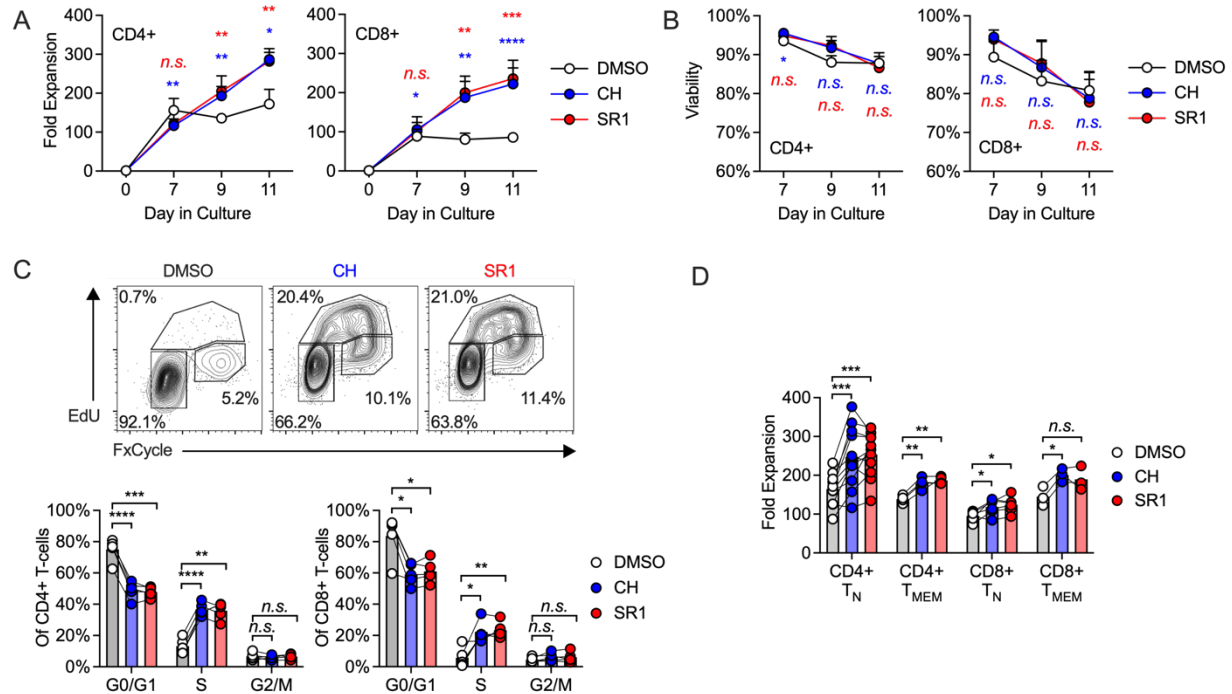 A
CD4+
Fold Expansion
400
300
200
100
0
n.s.
**
**
**
**
*
0 7 9 11
Day in Culture
CD8+
400
300
200
100
0
n.s.
*
**
**
***
****
0 7 9 11
Day in Culture
DMSO
CH
SR1
B
Viability
100%
90%
80%
70%
60%
*
n.s.
n.s.
n.s.
n.s.
n.s.
CD4+
7 9 11
Day in Culture
100%
90%
80%
70%
60%
n.s.
n.s.
n.s.
n.s.
n.s.
n.s.
CD8+
7 9 11
Day in Culture
DMSO
CH
SR1
C
DMSO CH SR1
0.7% 20.4% 21.0%
5.2% 10.1% 11.4%
92.1% 66.2% 63.8%
EdU
FxCycle
Of CD4+ T-cells
100%
80%
60%
40%
20%
0%
***
****
**
****
n.s.
n.s.
G0/G1 S G2/M
Of CD8+ T-cells
100%
80%
60%
40%
20%
0%
*
*
**
*
n.s.
n.s.
G0/G1 S G2/M
DMSO
CH
SR1
D
Fold Expansion
400
300
200
100
0
***
***
**
**
*
*
n.s.
*
CD4+ CD4+ CD8+ CD8+
TN TMEM TN TMEM
DMSO
CH
SR1